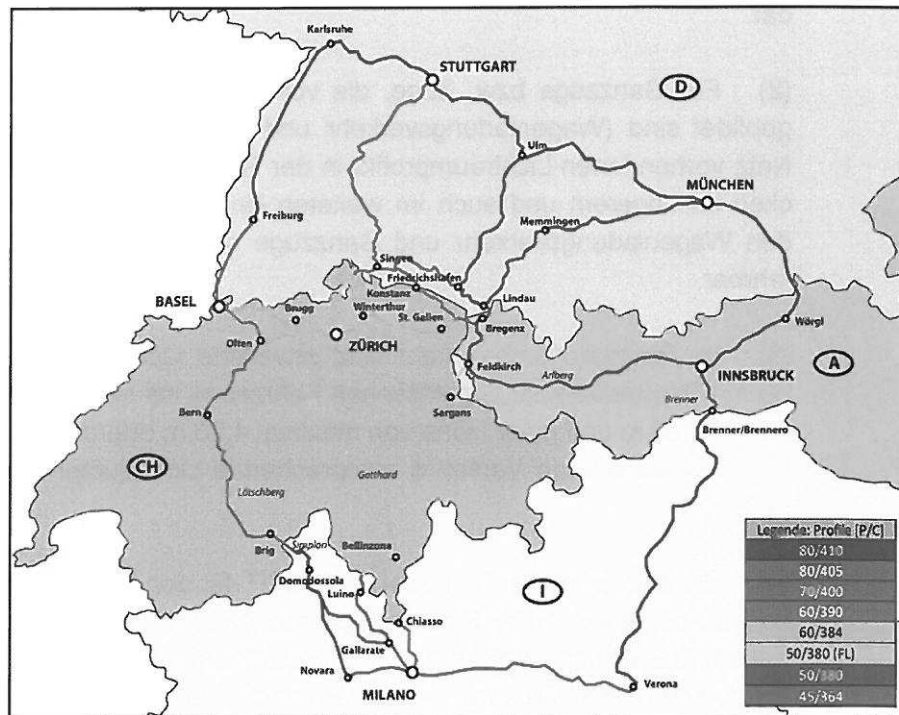 Karlsruhe
STUTTGART
D
Ulm
MÜNCHEN
Freiburg
Memmingen
Singen
Friedrichshafen
Konstanz
Lindau
BASEL
Brugg
Winterthur
St. Gallen
Bregenz
Wörgl
Olten
ZÜRICH
Feldkirch
Arlberg
INNSBRUCK
A
Bern
Sargans
Brenner
Brenner/Brennero
CH
Gotthard
Lötschberg
Brig
Simplon
Bellinzona
Domodossola
Luino
I
Chiasso
Gallarate
Novara
MILANO
Verona
Legende: Profile [P/C]
80/410
80/405
70/400
60/390
60/384
50/380 (FL)
50/380
45/364